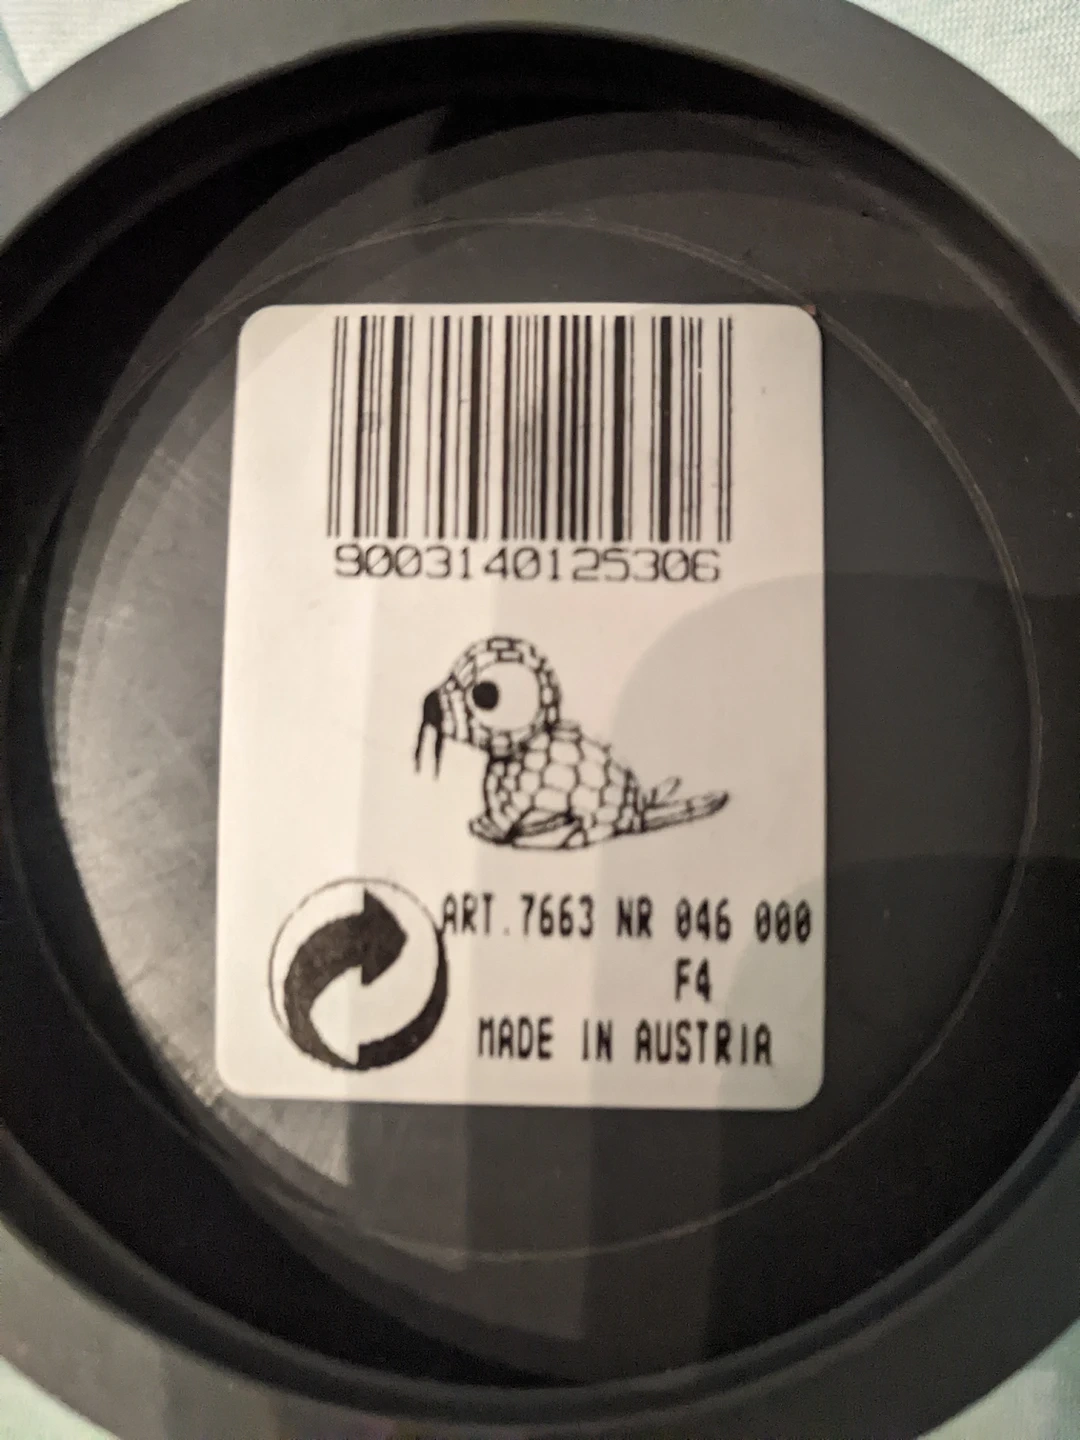 9003140125306
ART.7663 NR 046 000
F4
MADE IN AUSTRIA